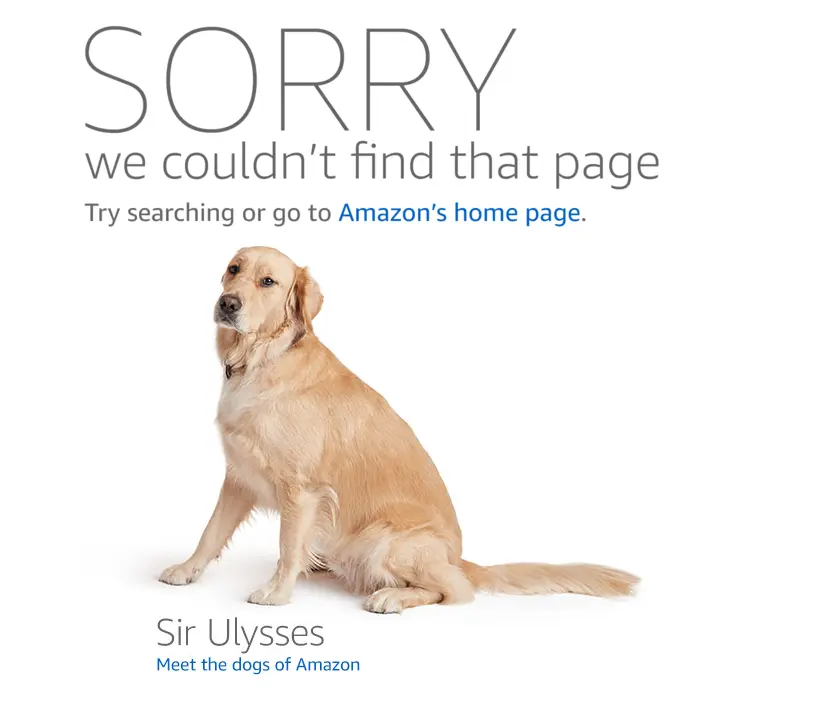 SORRY
we couldn't find that page
Try searching or go to Amazon's home page.
Sir Ulysses
Meet the dogs of Amazon